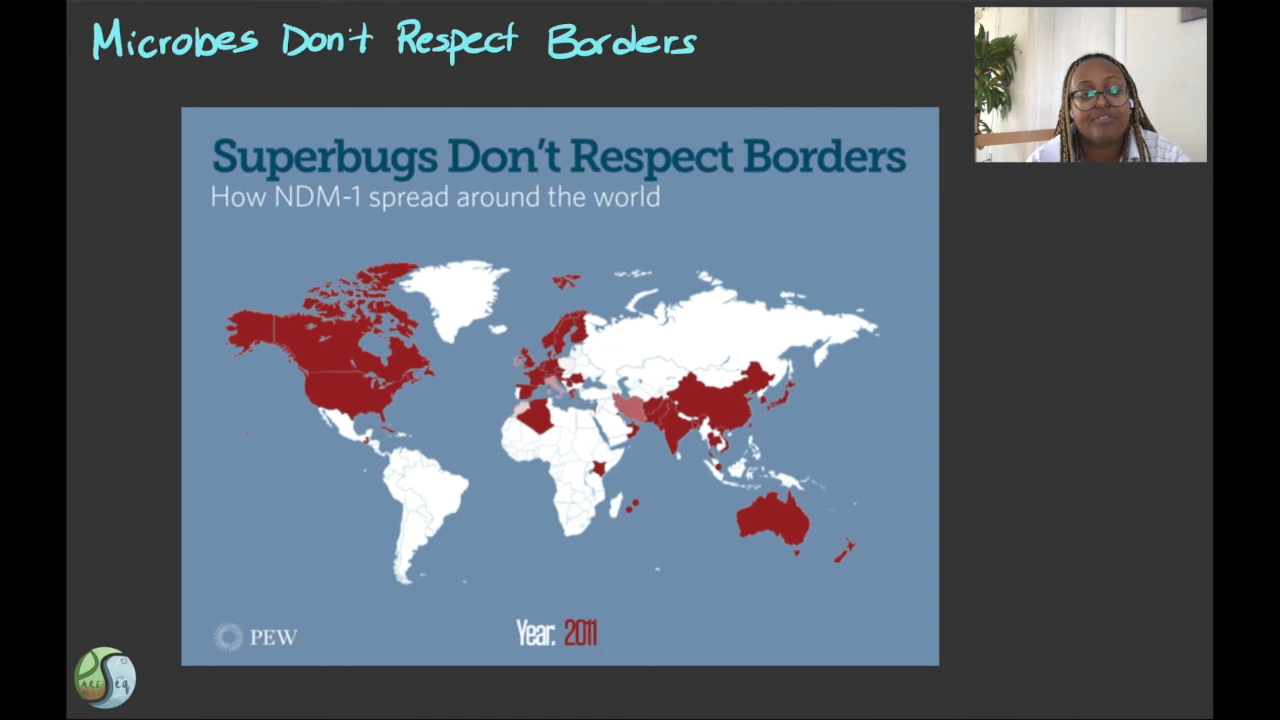 Microbes Don't Respect Borders
Superbugs Don't Respect Borders
How NDM-1 spread around the world
PEW
Year: 2011